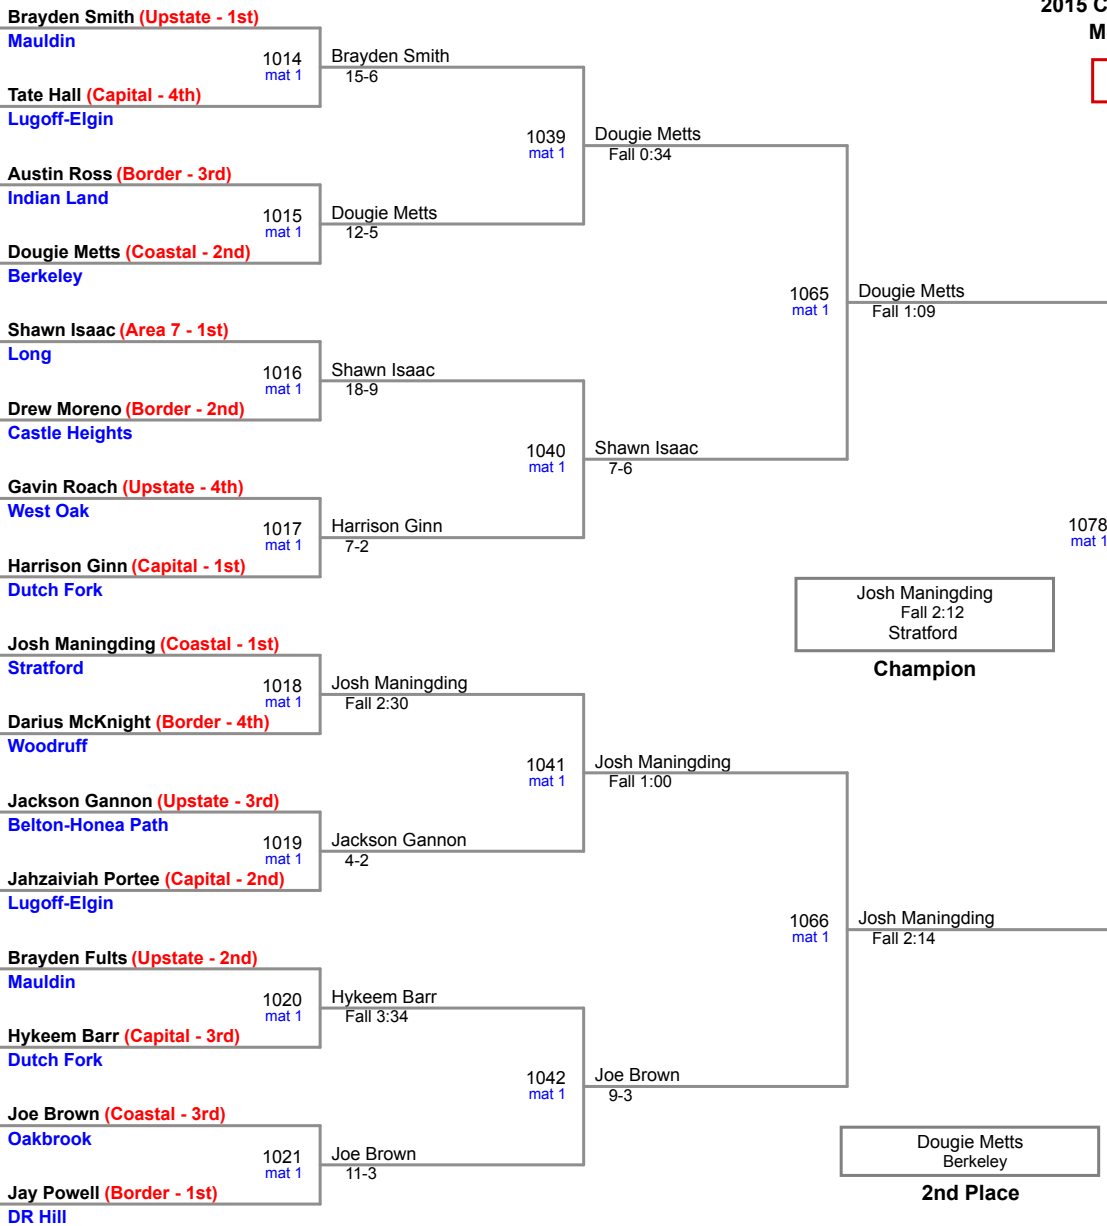 2015 C
M
Brayden Smith (Upstate - 1st)
Mauldin
1014
mat 1
Brayden Smith
15-6
Tate Hall (Capital - 4th)
Lugoff-Elgin
1039
mat 1
Dougie Metts
Fall 0:34
Austin Ross (Border - 3rd)
Indian Land
1015
mat 1
Dougie Metts
12-5
Dougie Metts (Coastal - 2nd)
Berkeley
1065
mat 1
Dougie Metts
Fall 1:09
Shawn Isaac (Area 7 - 1st)
Long
1016
mat 1
Shawn Isaac
18-9
Drew Moreno (Border - 2nd)
Castle Heights
1040
mat 1
Shawn Isaac
7-6
Gavin Roach (Upstate - 4th)
West Oak
1017
mat 1
Harrison Ginn
7-2
Harrison Ginn (Capital - 1st)
Dutch Fork
1078
mat 1
Josh Maningding
Fall 2:12
Stratford
Champion
Josh Maningding (Coastal - 1st)
Stratford
1018
mat 1
Josh Maningding
Fall 2:30
Darius McKnight (Border - 4th)
Woodruff
1041
mat 1
Josh Maningding
Fall 1:00
Jackson Gannon (Upstate - 3rd)
Belton-Honea Path
1019
mat 1
Jackson Gannon
4-2
Jahzaiviah Portee (Capital - 2nd)
Lugoff-Elgin
1066
mat 1
Josh Maningding
Fall 2:14
Brayden Fults (Upstate - 2nd)
Mauldin
1020
mat 1
Hykeem Barr
Fall 3:34
Hykeem Barr (Capital - 3rd)
Dutch Fork
1042
mat 1
Joe Brown
9-3
Joe Brown (Coastal - 3rd)
Oakbrook
1021
mat 1
Joe Brown
11-3
Jay Powell (Border - 1st)
DR Hill
Dougie Metts
Berkeley
2nd Place